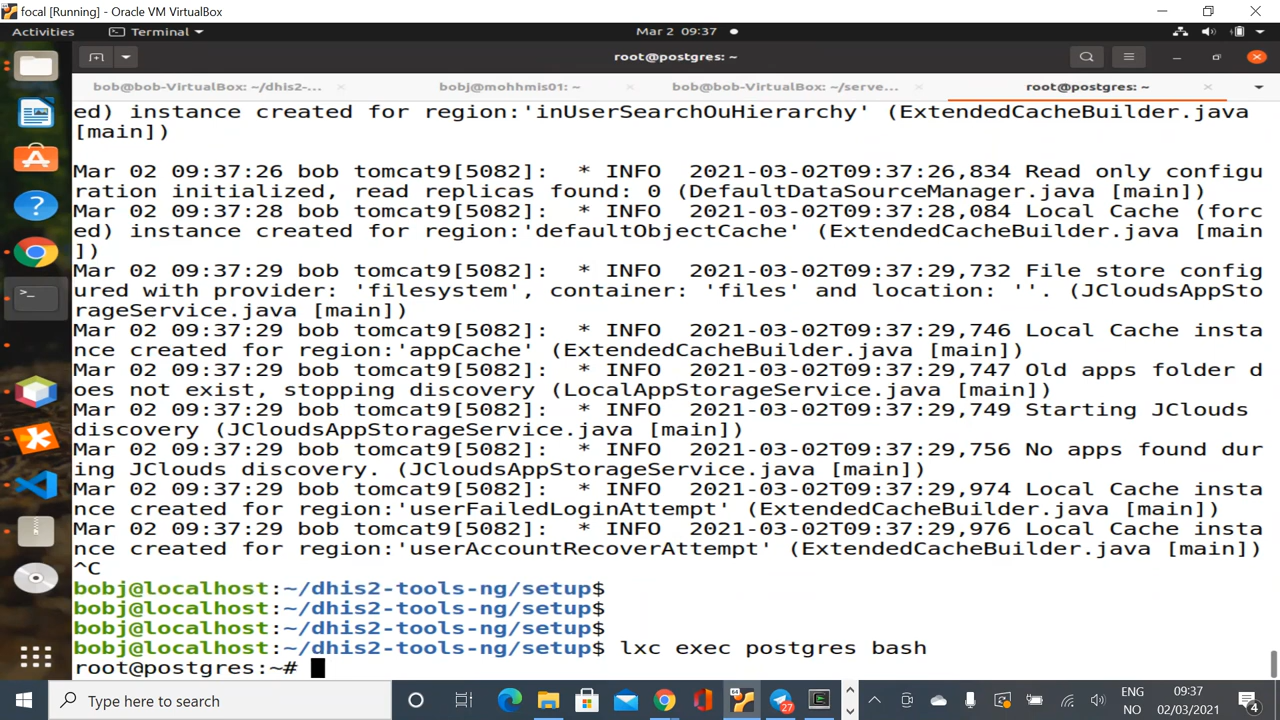 focal [Running] - Oracle VM VirtualBox
Activities
Terminal
Mar 2 09:37
root@postgres: ~
bob@bob-VirtualBox: ~/dhis2-...
bobj@mohhmis01: ~
bob@bob-VirtualBox: ~/serve...
root@postgres: ~
ed) instance created for region:'inUserSearchOuHierarchy' (ExtendedCacheBuilder.java
[main])
Mar 02 09:37:26 bob tomcat9[5082]:  * INFO  2021-03-02T09:37:26,834 Read only configu
ration initialized, read replicas found: 0 (DefaultDataSourceManager.java [main])
Mar 02 09:37:28 bob tomcat9[5082]:  * INFO  2021-03-02T09:37:28,084 Local Cache (forc
ed) instance created for region:'defaultObjectCache' (ExtendedCacheBuilder.java [main
])
Mar 02 09:37:29 bob tomcat9[5082]:  * INFO  2021-03-02T09:37:29,732 File store config
ured with provider: 'filesystem', container: 'files' and location: ''. (JCloudsAppSto
rageService.java [main])
Mar 02 09:37:29 bob tomcat9[5082]:  * INFO  2021-03-02T09:37:29,746 Local Cache insta
nce created for region:'appCache' (ExtendedCacheBuilder.java [main])
Mar 02 09:37:29 bob tomcat9[5082]:  * INFO  2021-03-02T09:37:29,747 Old apps folder d
oes not exist, stopping discovery (LocalAppStorageService.java [main])
Mar 02 09:37:29 bob tomcat9[5082]:  * INFO  2021-03-02T09:37:29,749 Starting JClouds
discovery (JCloudsAppStorageService.java [main])
Mar 02 09:37:29 bob tomcat9[5082]:  * INFO  2021-03-02T09:37:29,756 No apps found dur
ing JClouds discovery. (JCloudsAppStorageService.java [main])
Mar 02 09:37:29 bob tomcat9[5082]:  * INFO  2021-03-02T09:37:29,974 Local Cache insta
nce created for region:'userFailedLoginAttempt' (ExtendedCacheBuilder.java [main])
Mar 02 09:37:29 bob tomcat9[5082]:  * INFO  2021-03-02T09:37:29,976 Local Cache insta
nce created for region:'userAccountRecoverAttempt' (ExtendedCacheBuilder.java [main])
^C
bobj@localhost:~/dhis2-tools-ng/setup$
bobj@localhost:~/dhis2-tools-ng/setup$
bobj@localhost:~/dhis2-tools-ng/setup$
bobj@localhost:~/dhis2-tools-ng/setup$ lxc exec postgres bash
root@postgres:~#
Type here to search
27
ENG
NO
09:37
02/03/2021
4